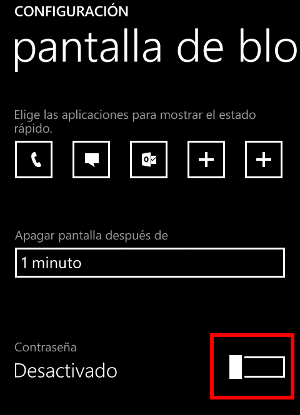 CONFIGURACIÓN
pantalla de blo
Elige las aplicaciones para mostrar el estado
rápido.
Apagar pantalla después de
1 minuto
Contraseña
Desactivado